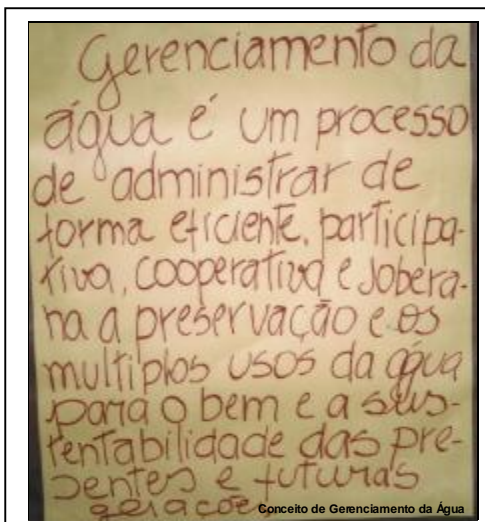 Gerenciamento da
água é um processo
de administrar de
forma eficiente, participa-
tiva, cooperativa e sobera-
na a preservação e os
multiplos usos da água
para o bem e a sus-
tentabilidade das pre-
sentes e futuras
gerações
Conceito de Gerenciamento da Água